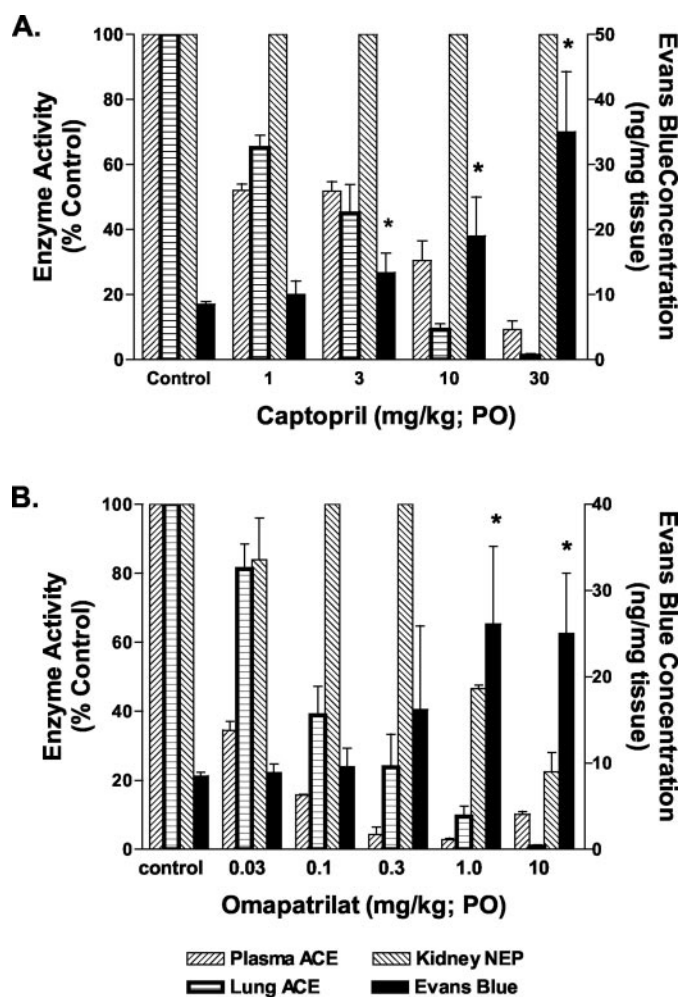 A.
Enzyme Activity
(% Control)
100
80
60
40
20
0
50
40
30
20
10
0
Evans BlueConcentration
(ng/mg tissue)
*
*
*
Control 1 3 10 30
Captopril (mg/kg; PO)
B.
Enzyme Activity
(% Control)
100
80
60
40
20
0
40
30
20
10
0
Evans Blue Concentration
(ng/mg tissue)
*
*
control 0.03 0.1 0.3 1.0 10
Omapatrilat (mg/kg; PO)
Plasma ACE Kidney NEP
Lung ACE Evans Blue